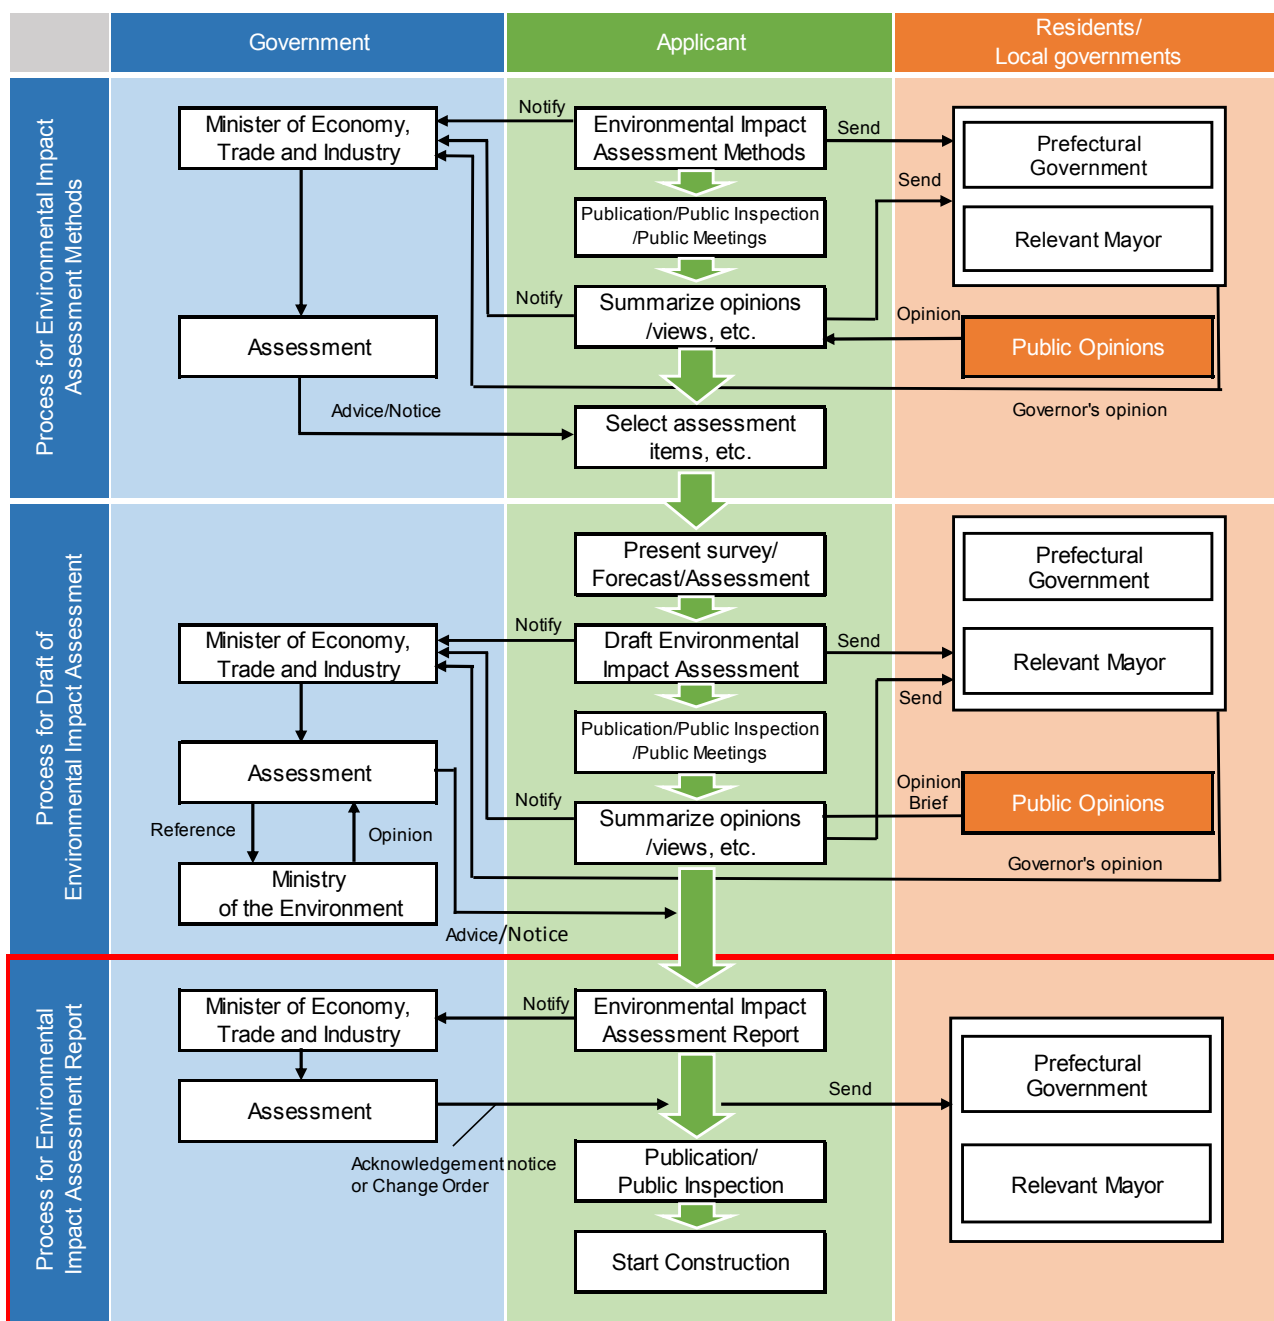 Government
Applicant
Residents/
Local governments
Process for Environmental Impact
Assessment Methods
Minister of Economy,
Trade and Industry
Notify
Environmental Impact
Assessment Methods
Send
Prefectural
Government
Send
Publication/Public Inspection
/Public Meetings
Relevant Mayor
Notify
Summarize opinions
/views, etc.
Opinion
Public Opinions
Assessment
Advice/Notice
Governor's opinion
Select assessment
items, etc.
Process for Draft of
Environmental Impact Assessment
Present survey/
Forecast/Assessment
Prefectural
Government
Minister of Economy,
Trade and Industry
Notify
Draft Environmental
Impact Assessment
Send
Relevant Mayor
Send
Publication/Public Inspection
/Public Meetings
Assessment
Notify
Summarize opinions
/views, etc.
Opinion
Brief
Public Opinions
Reference
Opinion
Governor's opinion
Ministry
of the Environment
Advice/Notice
Process for Environmental
Impact Assessment Report
Minister of Economy,
Trade and Industry
Notify
Environmental Impact
Assessment Report
Prefectural
Government
Assessment
Send
Acknowledgement notice
or Change Order
Publication/
Public Inspection
Relevant Mayor
Start Construction